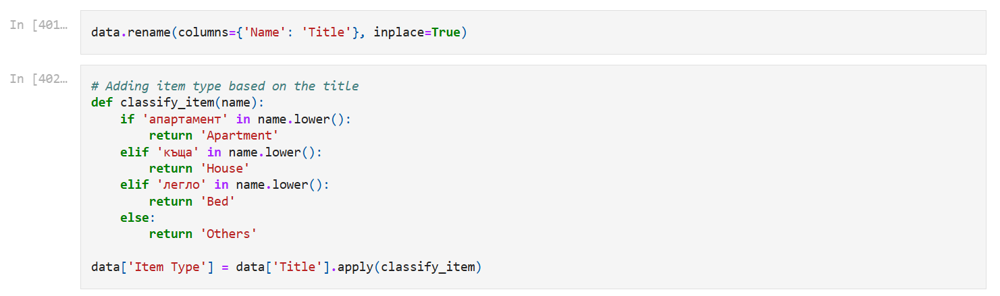 In [401…
data.rename(columns={'Name': 'Title'}, inplace=True)
In [402…
# Adding item type based on the title
def classify_item(name):
    if 'апартамент' in name.lower():
        return 'Apartment'
    elif 'къща' in name.lower():
        return 'House'
    elif 'легло' in name.lower():
        return 'Bed'
    else:
        return 'Others'
data['Item Type'] = data['Title'].apply(classify_item)